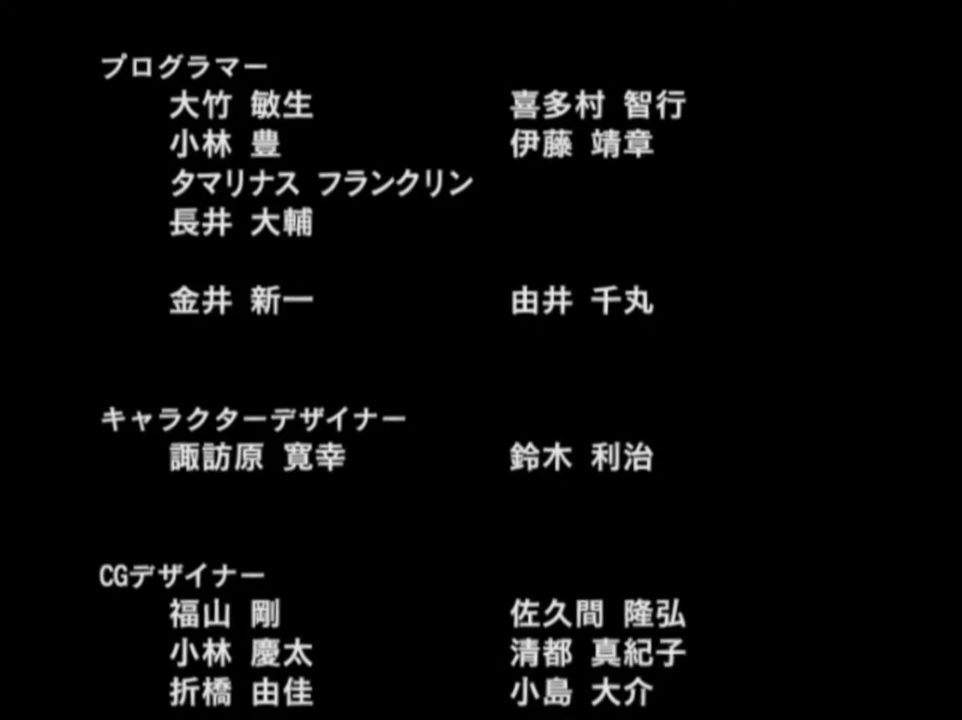 プログラマー
大竹 敏生 喜多村 智行
小林 豊 伊藤 靖章
タマリナス フランクリン
長井 大輔
金井 新一 由井 千丸
キャラクターデザイナー
諏訪原 寛幸 鈴木 利治
CGデザイナー
福山 剛 佐久間 隆弘
小林 慶太 清都 真紀子
折橋 由佳 小島 大介